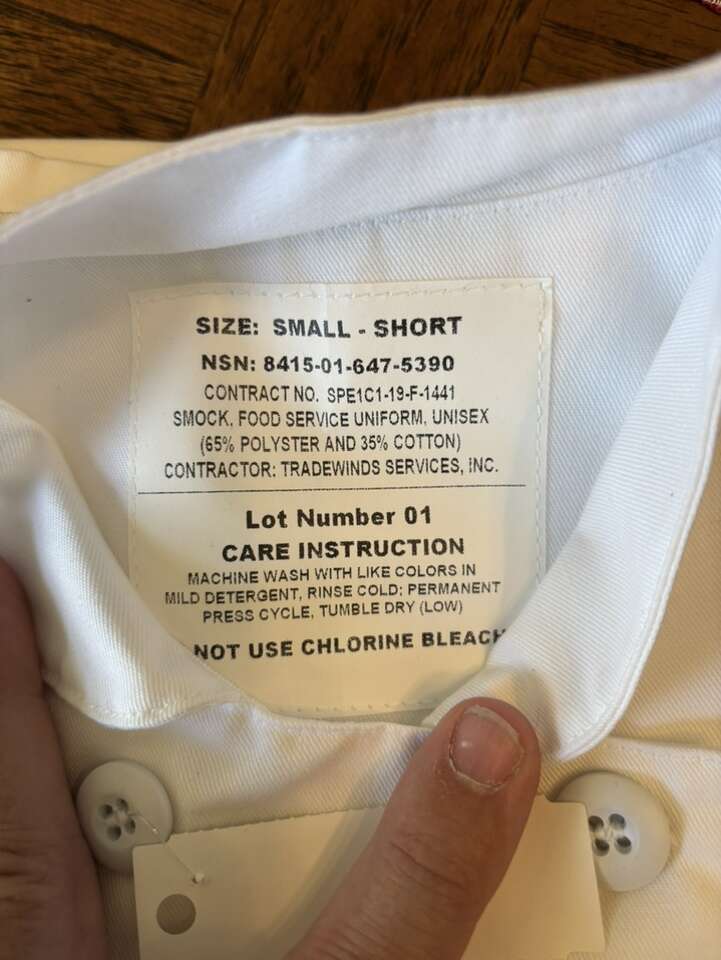 SIZE: SMALL - SHORT
NSN: 8415-01-647-5390
CONTRACT NO. SPE1C1-19-F-1441
SMOCK, FOOD SERVICE UNIFORM, UNISEX
(65% POLYSTER AND 35% COTTON)
CONTRACTOR: TRADEWINDS SERVICES, INC.
Lot Number 01
CARE INSTRUCTION
MACHINE WASH WITH LIKE COLORS IN
MILD DETERGENT, RINSE COLD; PERMANENT
PRESS CYCLE, TUMBLE DRY (LOW)
NOT USE CHLORINE BLEACH